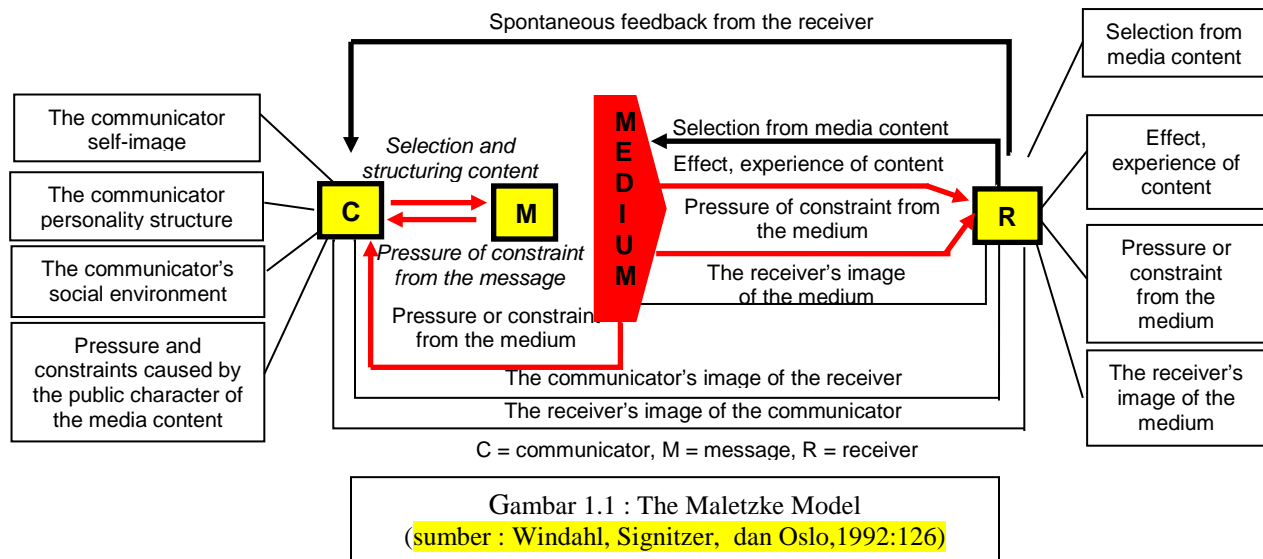 Spontaneous feedback from the receiver
The communicator
self-image
The communicator
personality structure
The communicator's
social environment
Pressure and
constraints caused by
the public character of
the media content
Selection and
structuring content
C
M
Pressure of constraint
from the message
Pressure or constraint
from the medium
M
E
D
I
U
M
Selection from media content
Effect, experience of content
Pressure of constraint from
the medium
The receiver's image
of the medium
R
Selection from
media content
Effect,
experience of
content
Pressure or
constraint
from the
medium
The receiver's
image of the
medium
The communicator's image of the receiver
The receiver's image of the communicator
C = communicator, M = message, R = receiver
Gambar 1.1 : The Maletzke Model
(sumber : Windahl, Signitzer, dan Oslo,1992:126)